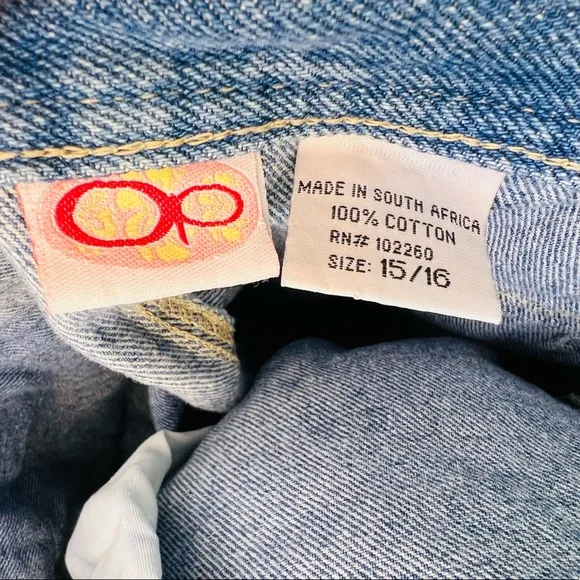 Op
MADE IN SOUTH AFRICA
100% COTTON
RN# 102260
SIZE: 15/16